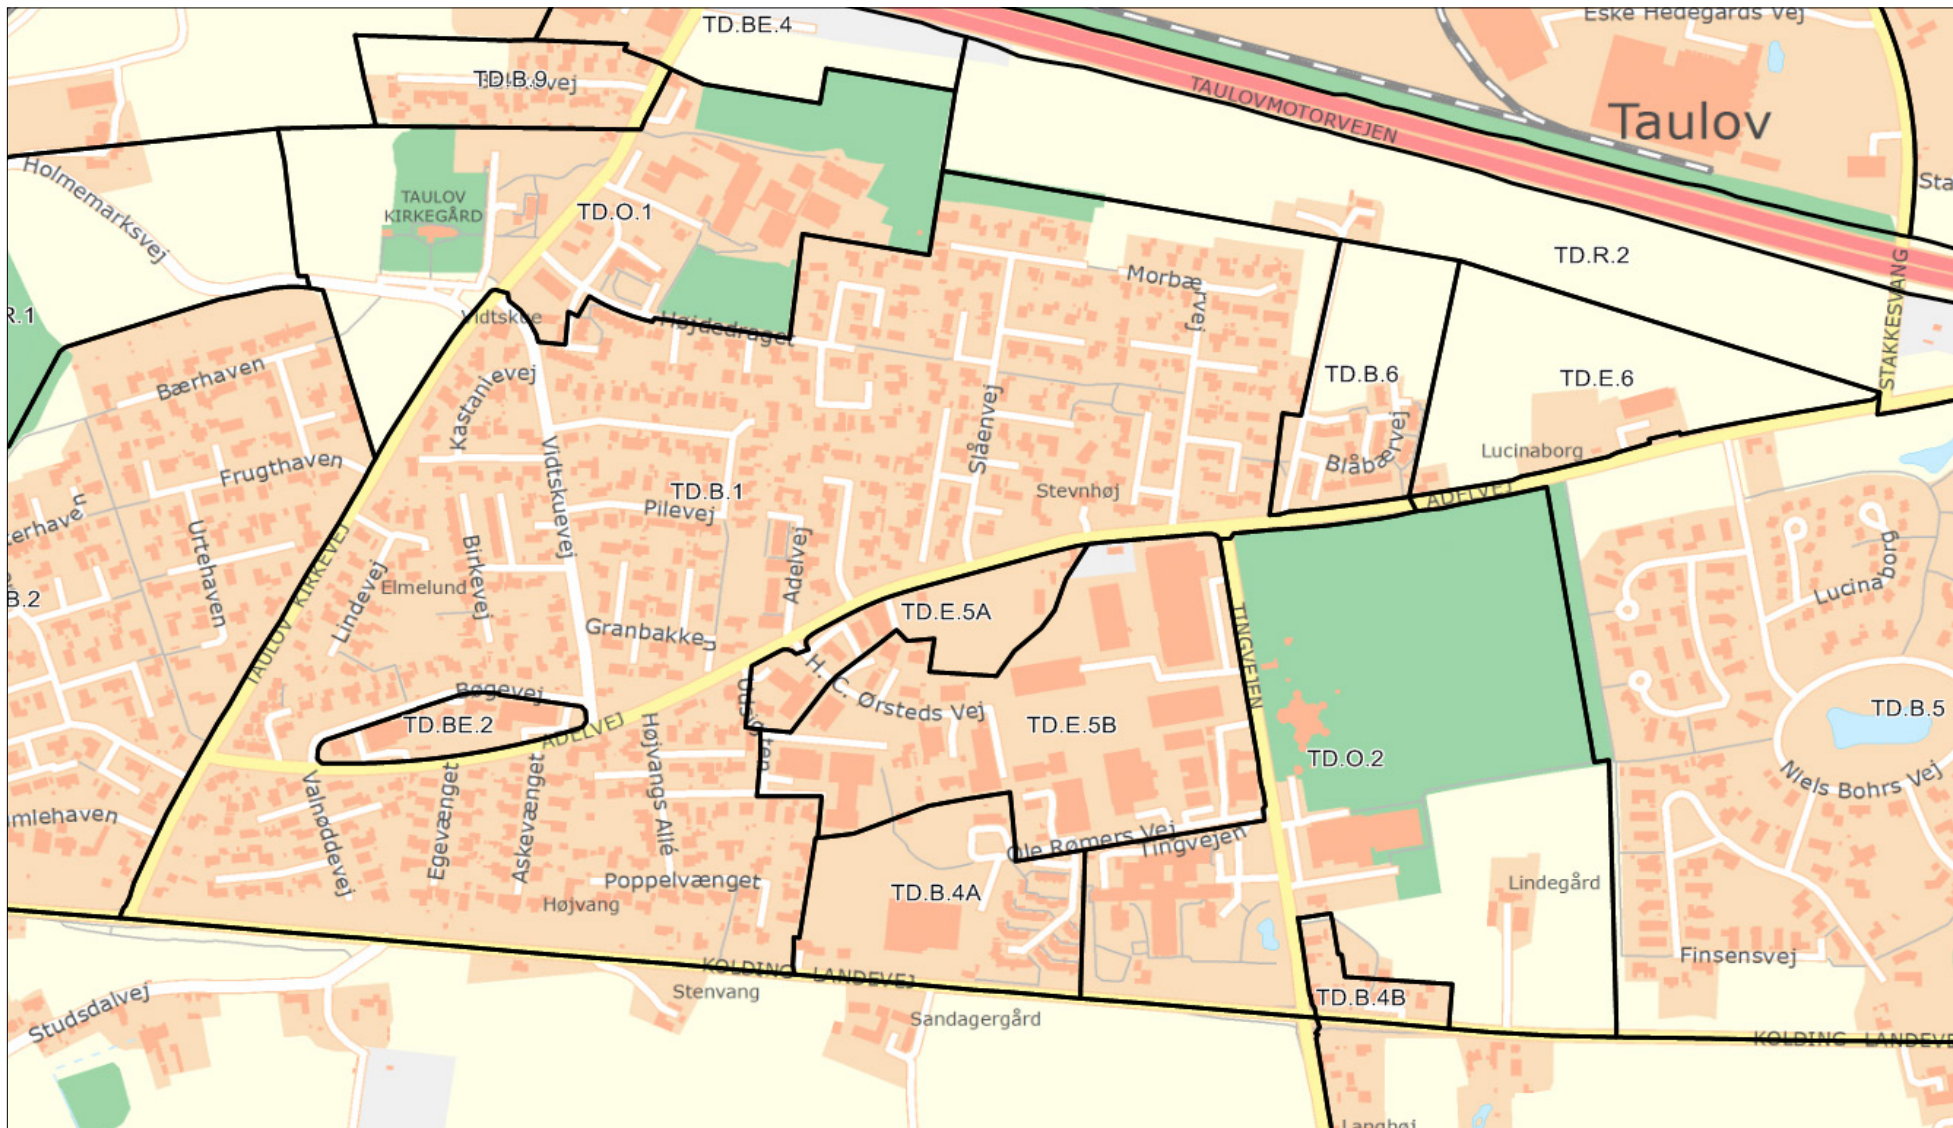 TD.BE.4
Eske Hedegårds Vej
TD.B.9
TAULOVMOTORVEJEN
Taulov
Holmemarksvej
TAULOV
KIRKEGÅRD
TD.O.1
TD.R.2
Morbærvej
STAKKESVANG
Vidtskue
Højdedraget
R.1
Bærhaven
Kastanievej
Slåenvej
TD.B.6
TD.E.6
Blåbærvej
Lucinaborg
Frugthaven
Vidtskuevej
TD.B.1
Pilevej
Stevnhøj
ADELVEJ
Urtehaven
TAULOV KIRKEVEJ
Lindevej
Elmelund
Birkevej
Adelvej
Granbakken
B.2
TD.E.5A
TINGVEJEN
Lucinaborg
H. C. Ørsteds Vej
Udsigten
Bøgevej
TD.BE.2
ADELVEJ
TD.E.5B
TD.O.2
TD.B.5
Niels Bohrs Vej
Valnøddevej
Egevænget
Askevænget
Højvangs Allé
mlehaven
Ole Rømers Vej
Tingvejen
Poppelvænget
Højvang
TD.B.4A
Lindegård
Finsensvej
KOLDING LANDEVEJ
Stenvang
Sandagergård
TD.B.4B
Studsdalvej
KOLDING LANDEVE
Langhøj